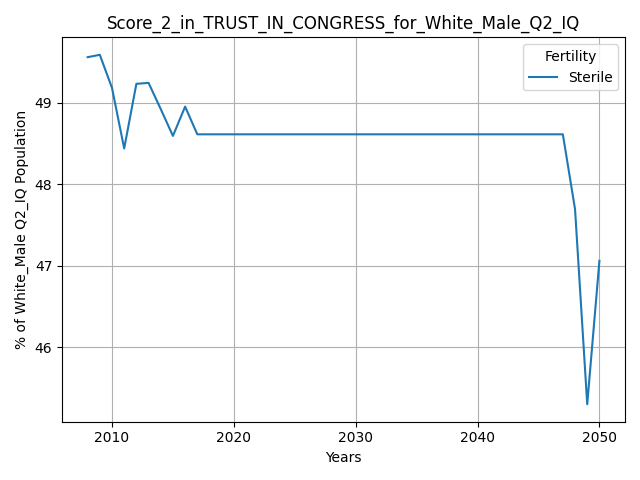 Score_2_in_TRUST_IN_CONGRESS_for_White_Male_Q2_IQ
Fertility
Sterile
% of White_Male Q2_IQ Population
49
48
47
46
2010
2020
2030
2040
2050
Years